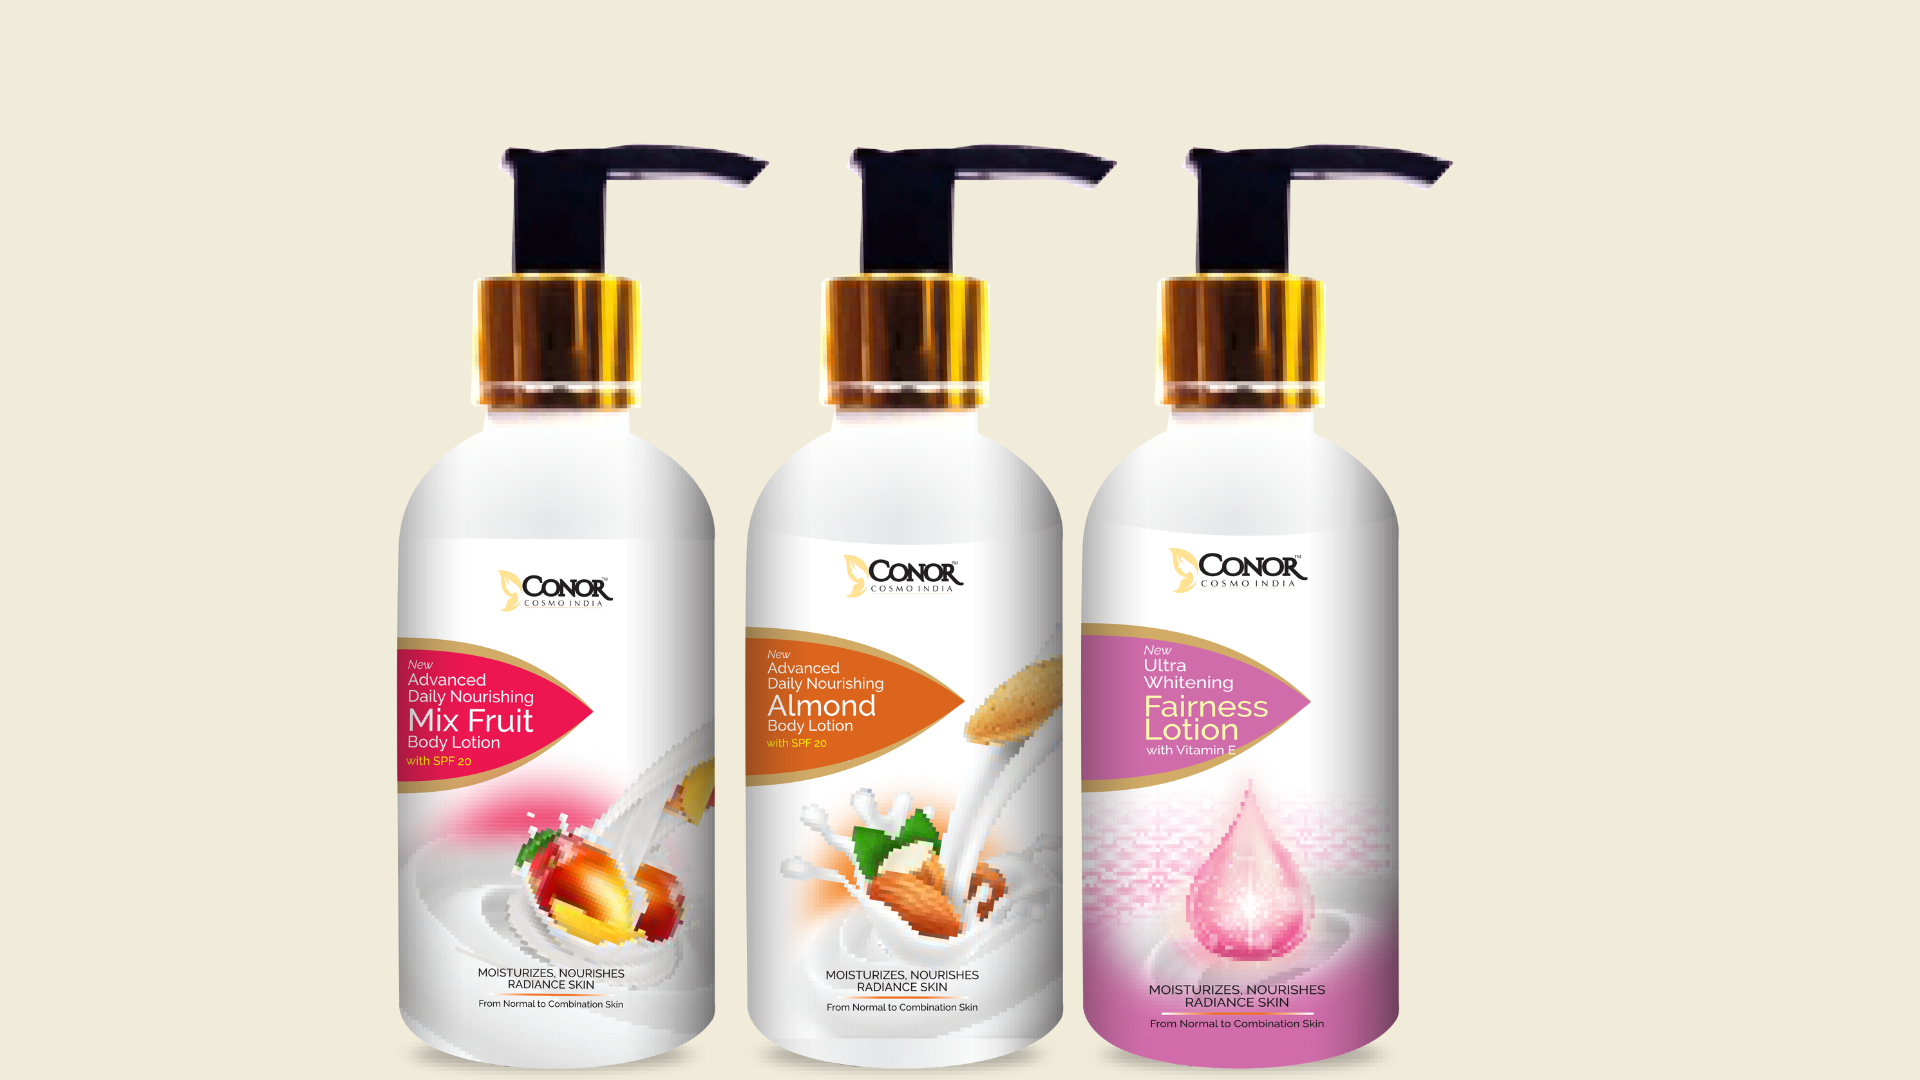 CONOR™
COSMO INDIA
New
Advanced
Daily Nourishing
Mix Fruit
Body Lotion
with SPF 20
MOISTURIZES, NOURISHES
RADIANCE SKIN
From Normal to Combination Skin
CONOR™
COSMO INDIA
New
Advanced
Daily Nourishing
Almond
Body Lotion
with SPF 20
MOISTURIZES, NOURISHES
RADIANCE SKIN
From Normal to Combination Skin
CONOR™
COSMO INDIA
New
Ultra
Whitening
Fairness
Lotion
with Vitamin E
MOISTURIZES, NOURISHES
RADIANCE SKIN
From Normal to Combination Skin